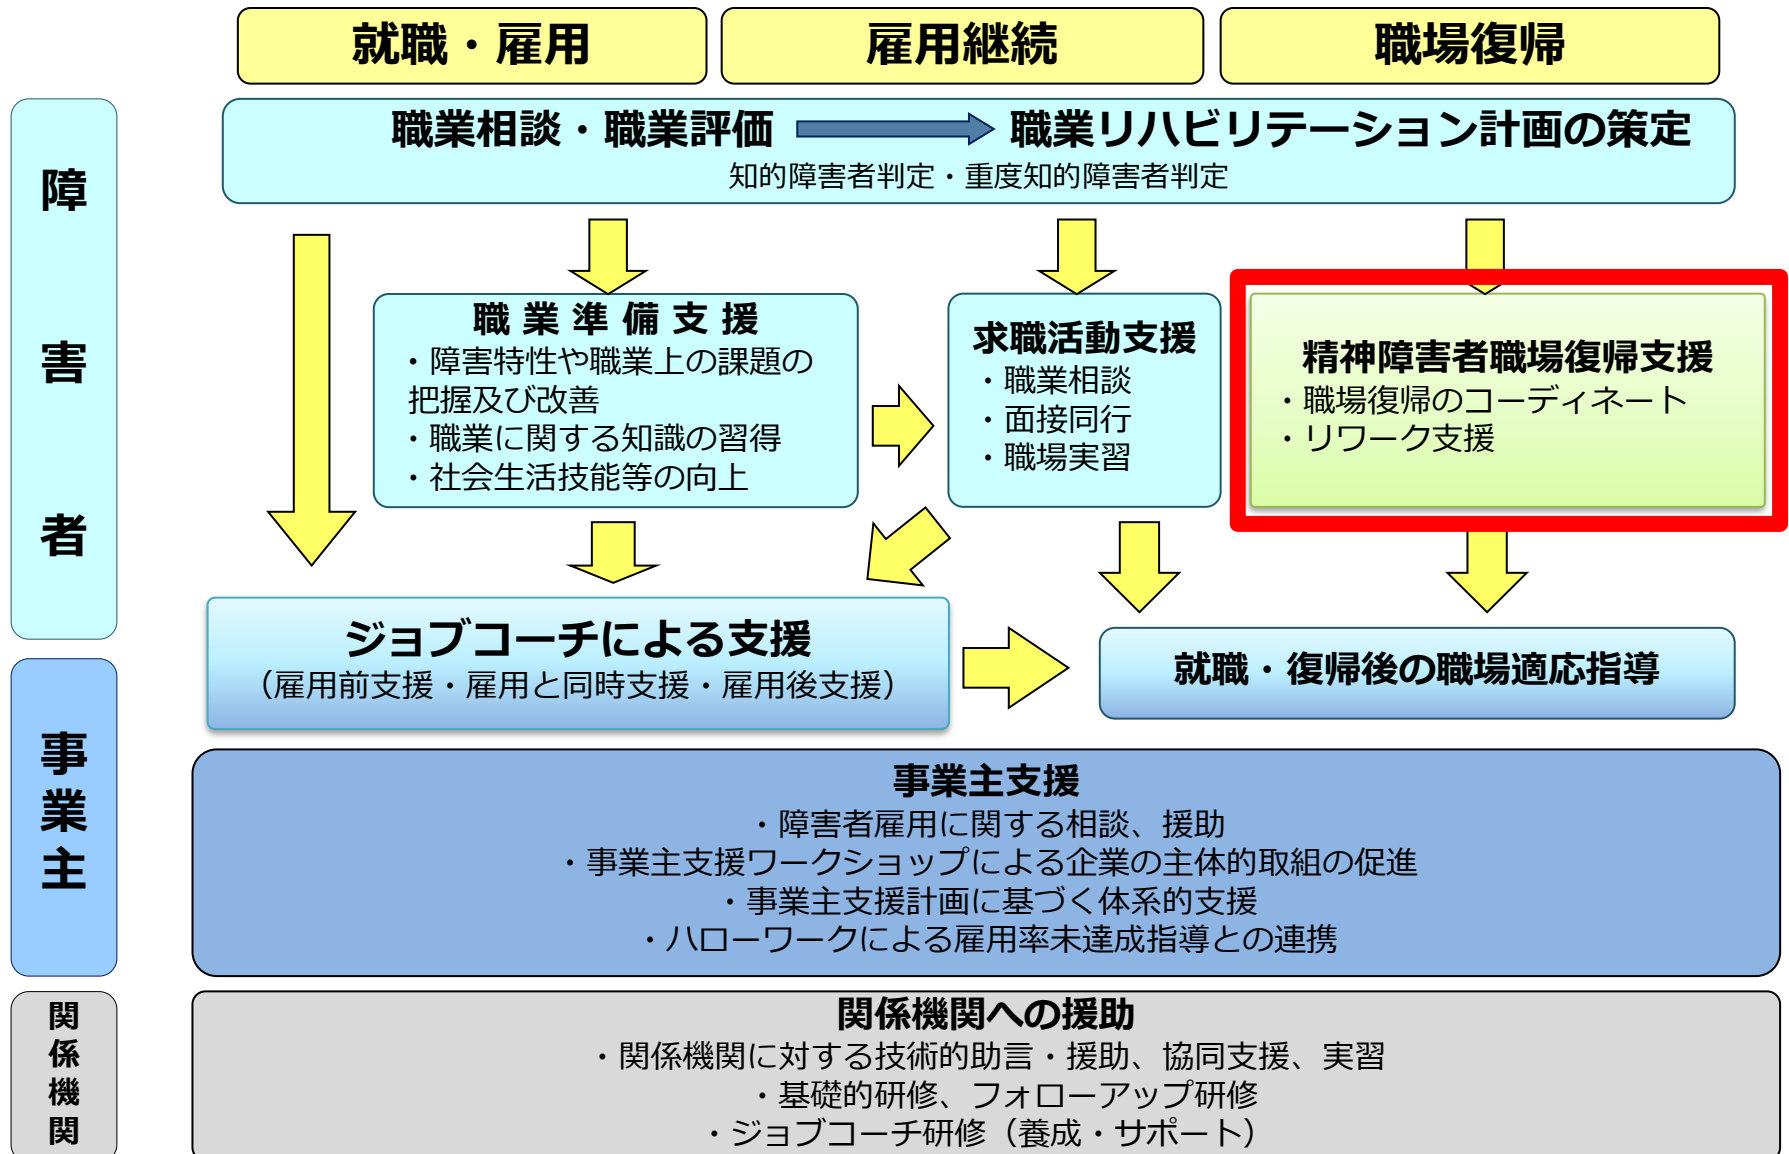 就職・雇用
雇用継続
職場復帰
障害者
職業相談・職業評価
職業リハビリテーション計画の策定
知的障害者判定・重度知的障害者判定
職業準備支援
・障害特性や職業上の課題の
把握及び改善
・職業に関する知識の習得
・社会生活技能等の向上
求職活動支援
・職業相談
・面接同行
・職場実習
精神障害者職場復帰支援
・職場復帰のコーディネート
・リワーク支援
ジョブコーチによる支援
（雇用前支援・雇用と同時支援・雇用後支援）
就職・復帰後の職場適応指導
事業主
事業主支援
・障害者雇用に関する相談、援助
・事業主支援ワークショップによる企業の主体的取組の促進
・事業主支援計画に基づく体系的支援
・ハローワークによる雇用率未達成指導との連携
関係機関
関係機関への援助
・関係機関に対する技術的助言・援助、協同支援、実習
・基礎的研修、フォローアップ研修
・ジョブコーチ研修（養成・サポート）